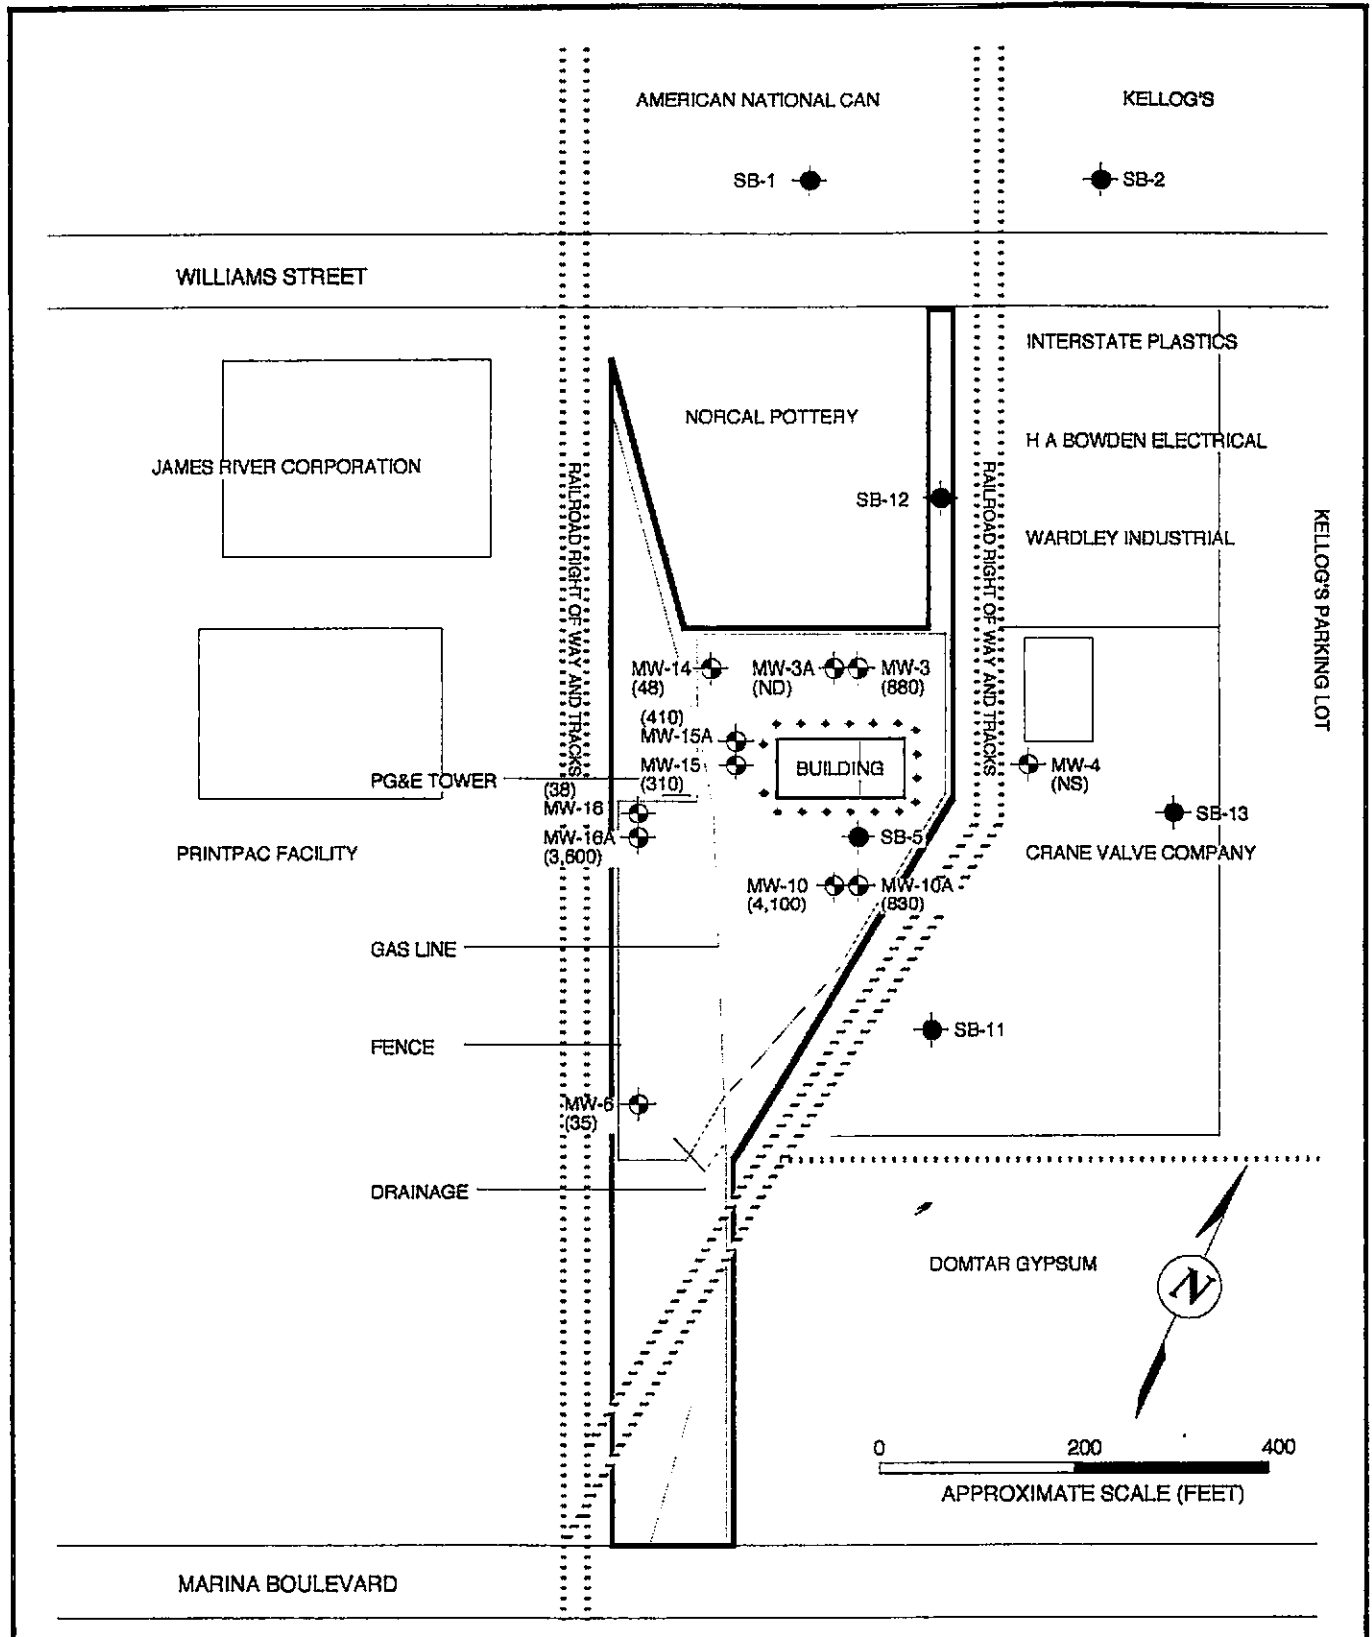 AMERICAN NATIONAL CAN
KELLOG'S
SB-1
SB-2
WILLIAMS STREET
INTERSTATE PLASTICS
NORCAL POTTERY
H A BOWDEN ELECTRICAL
JAMES RIVER CORPORATION
SB-12
WARDLEY INDUSTRIAL
KELLOG'S PARKING LOT
RAILROAD RIGHT OF WAY AND TRACKS
RAILROAD RIGHT OF WAY AND TRACKS
MW-14
(48)
MW-3A
(ND)
MW-3
(880)
(410)
MW-15A
MW-15
(310)
BUILDING
MW-4
(NS)
PG&E TOWER
(38)
MW-16
MW-16A
(3,600)
SB-5
SB-13
PRINTPAC FACILITY
CRANE VALVE COMPANY
MW-10
(4,100)
MW-10A
(830)
GAS LINE
SB-11
FENCE
MW-6
(35)
DRAINAGE
DOMTAR GYPSUM
N
0 200 400
APPROXIMATE SCALE (FEET)
MARINA BOULEVARD